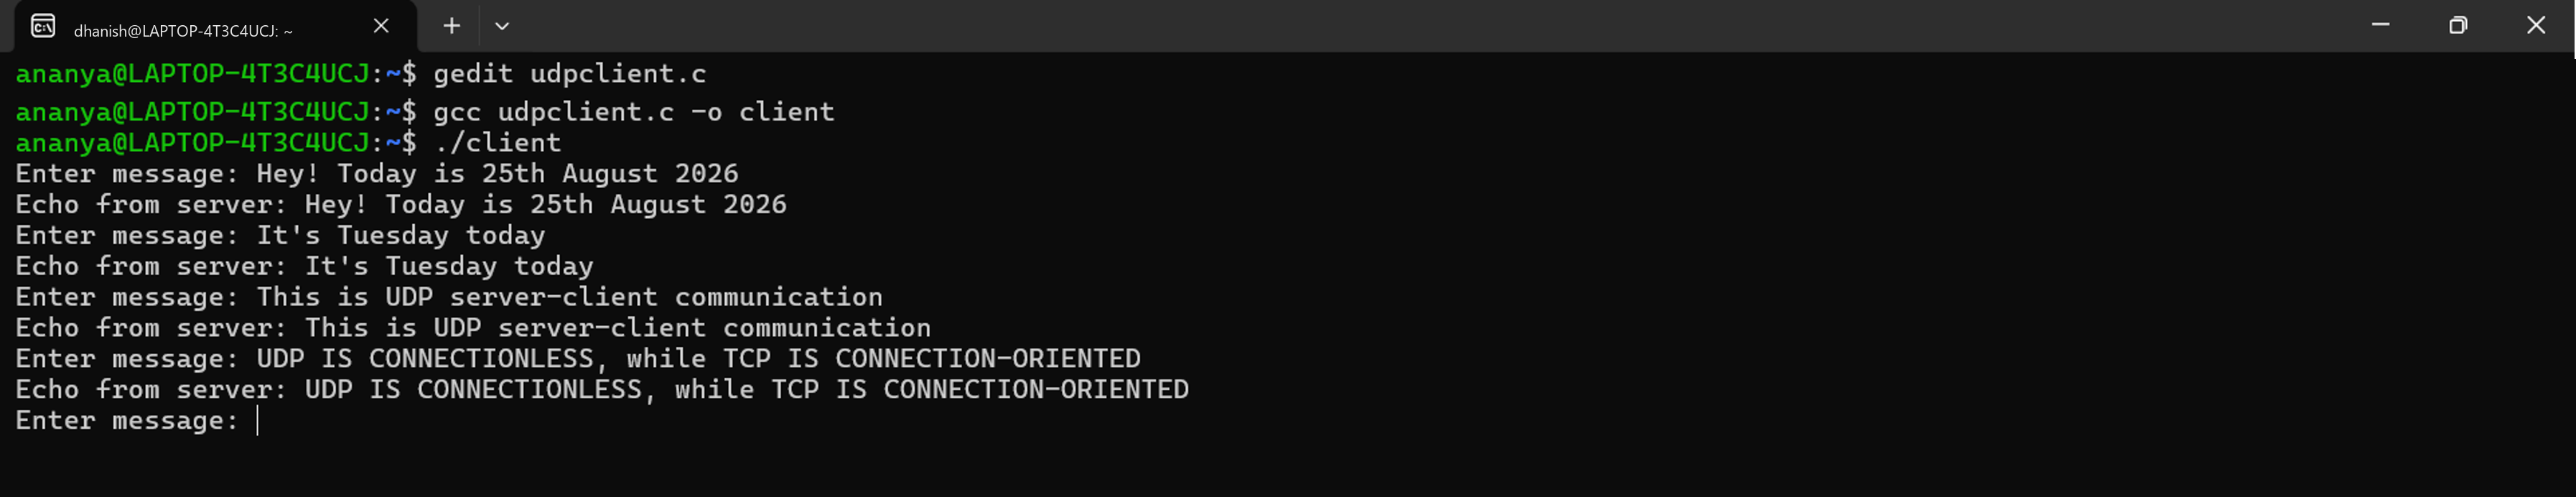 dhanish@LAPTOP-4T3C4UCJ: ~
ananya@LAPTOP-4T3C4UCJ:~$ gedit udpclient.c
ananya@LAPTOP-4T3C4UCJ:~$ gcc udpclient.c -o client
ananya@LAPTOP-4T3C4UCJ:~$ ./client
Enter message: Hey! Today is 25th August 2026
Echo from server: Hey! Today is 25th August 2026
Enter message: It's Tuesday today
Echo from server: It's Tuesday today
Enter message: This is UDP server-client communication
Echo from server: This is UDP server-client communication
Enter message: UDP IS CONNECTIONLESS, while TCP IS CONNECTION-ORIENTED
Echo from server: UDP IS CONNECTIONLESS, while TCP IS CONNECTION-ORIENTED
Enter message: